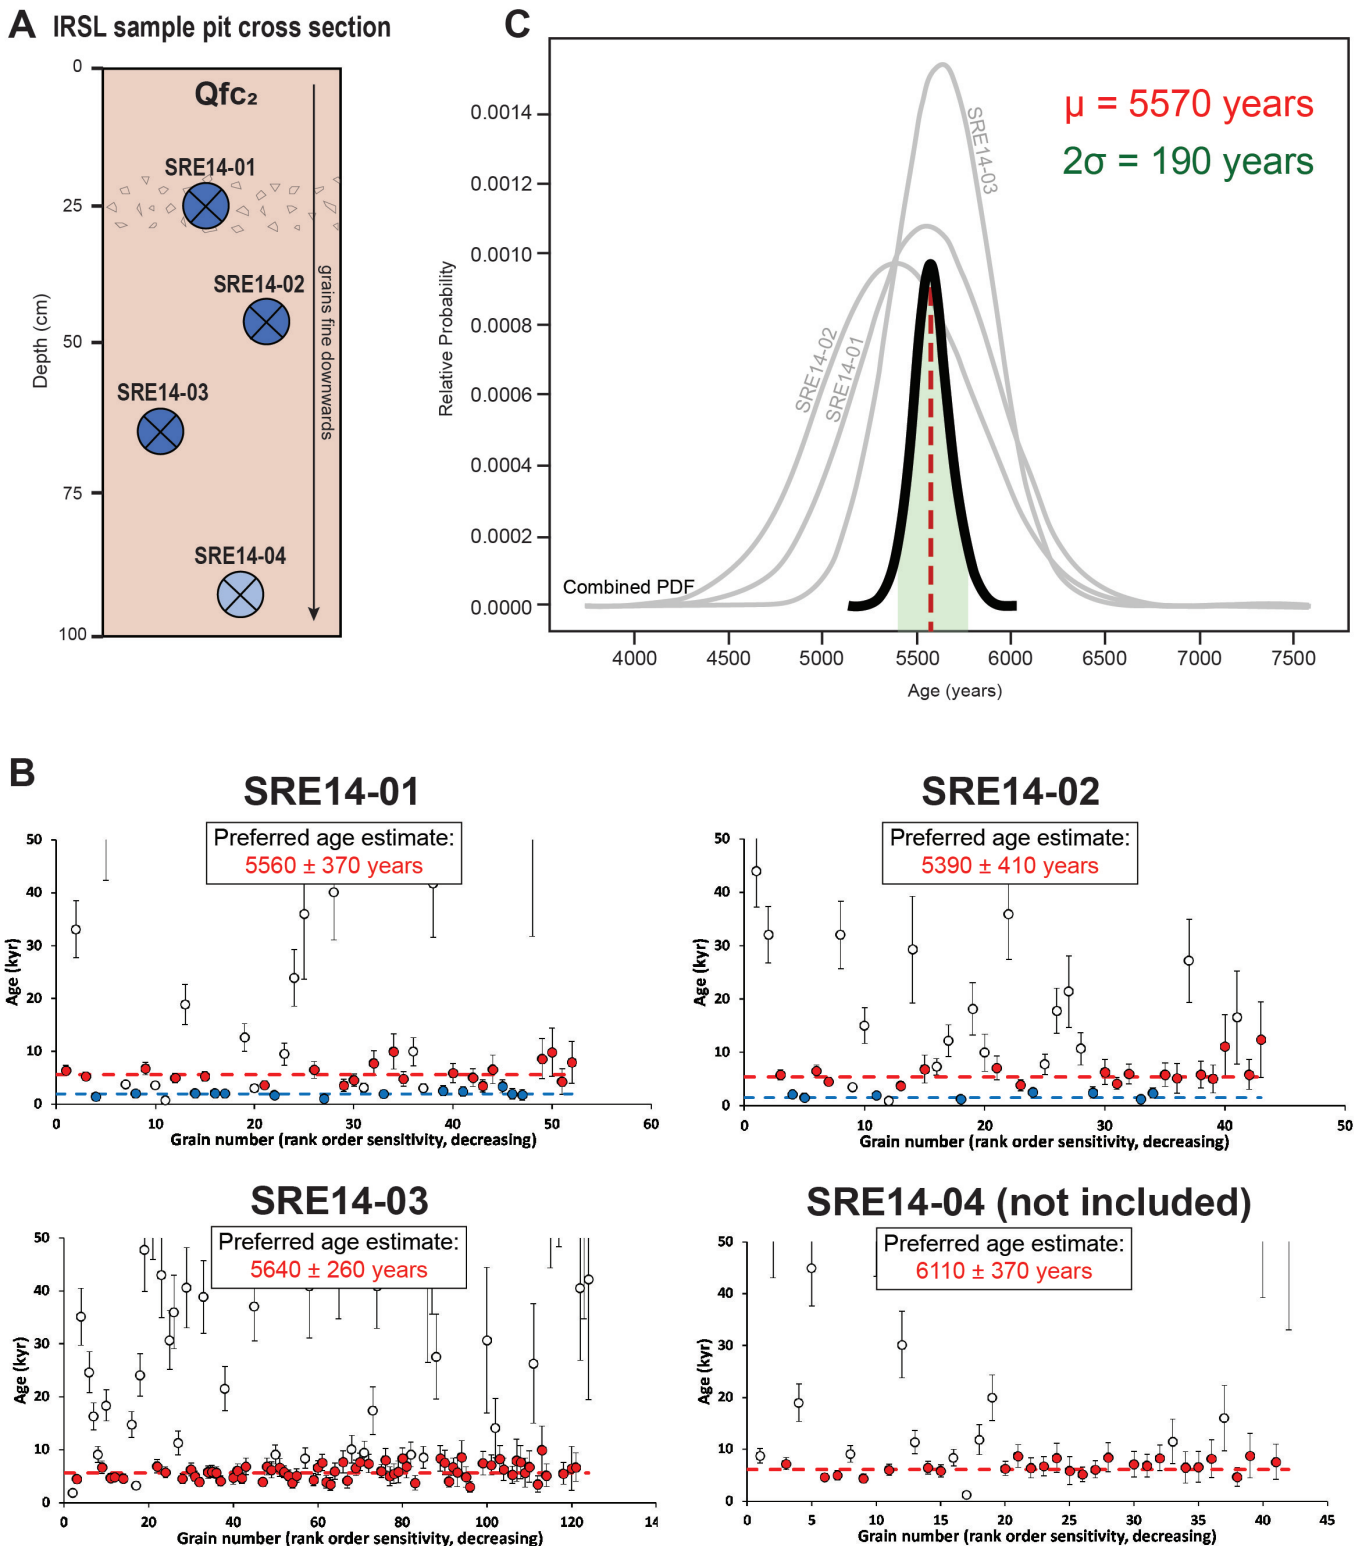 A IRSL sample pit cross section
0
25
50
75
100
Depth (cm)
Qfc₂
SRE14-01
SRE14-02
SRE14-03
SRE14-04
grains fine downwards
C
μ = 5570 years
2σ = 190 years
SRE14-03
SRE14-02
SRE14-01
Combined PDF
Relative Probability
0.0014
0.0012
0.0010
0.0008
0.0006
0.0004
0.0002
0.0000
4000 4500 5000 5500 6000 6500 7000 7500
Age (years)
B
SRE14-01
Preferred age estimate:
5560 ± 370 years
Age (kyr)
50
40
30
20
10
0
0 10 20 30 40 50 60
Grain number (rank order sensitivity, decreasing)
SRE14-02
Preferred age estimate:
5390 ± 410 years
Age (kyr)
50
40
30
20
10
0
0 10 20 30 40 50
Grain number (rank order sensitivity, decreasing)
SRE14-03
Preferred age estimate:
5640 ± 260 years
Age (kyr)
50
40
30
20
10
0
0 20 40 60 80 100 120 14
Grain number (rank order sensitivity, decreasing)
SRE14-04 (not included)
Preferred age estimate:
6110 ± 370 years
Age (kyr)
50
40
30
20
10
0
0 5 10 15 20 25 30 35 40 45
Grain number (rank order sensitivity, decreasing)